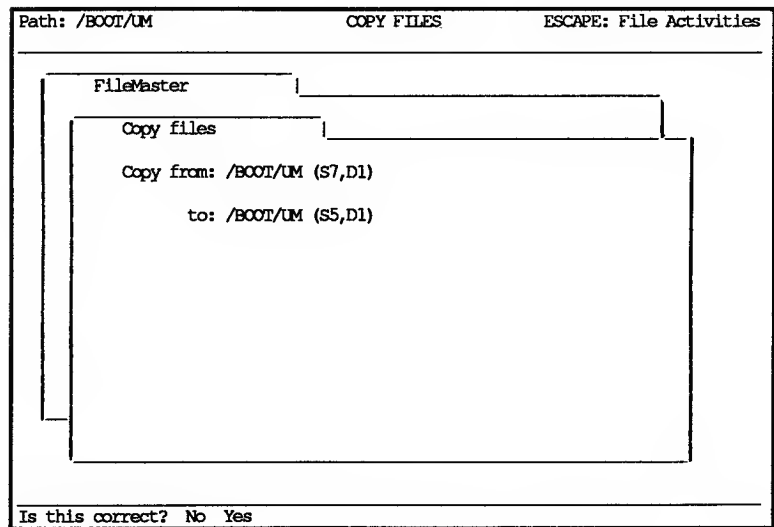 Path: /BOOT/UM COPY FILES ESCAPE: File Activities
FileMaster
Copy files
Copy from: /BOOT/UM (S7,D1)
to: /BOOT/UM (S5,D1)
Is this correct? No Yes